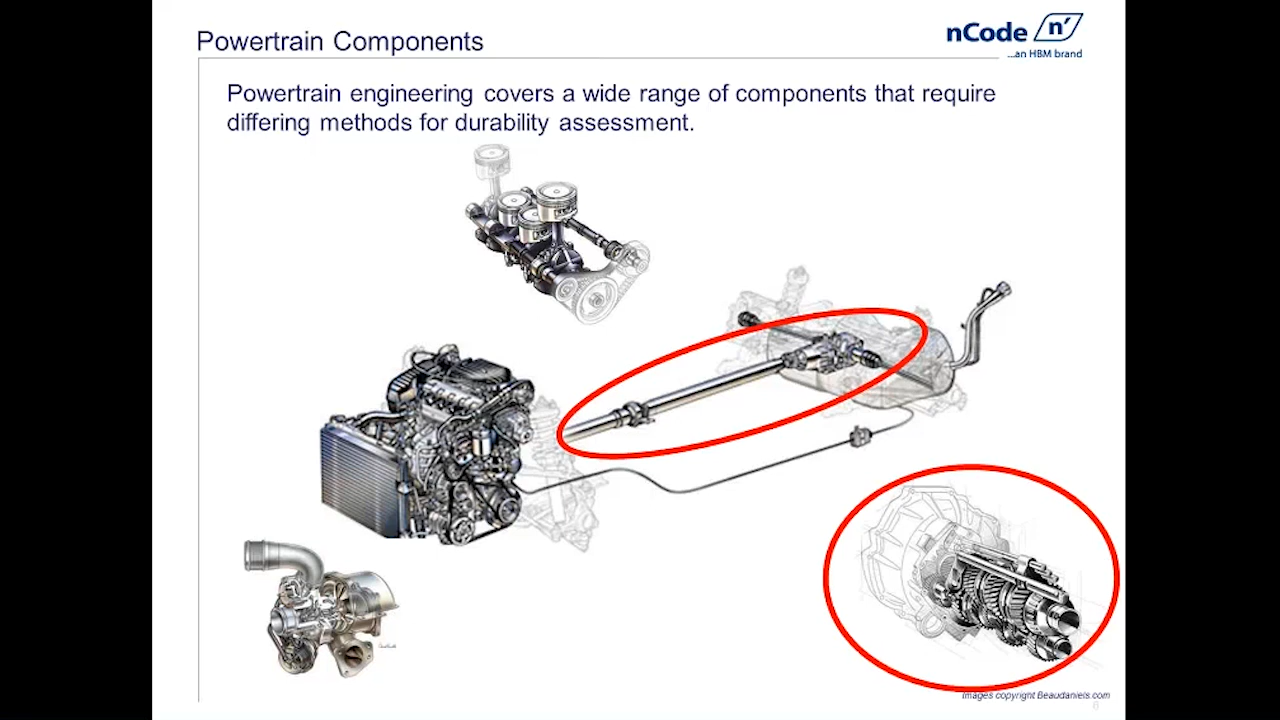 Powertrain Components
nCode n'
...an HBM brand
Powertrain engineering covers a wide range of components that require
differing methods for durability assessment.
Images copyright Beaudaniels.com
8